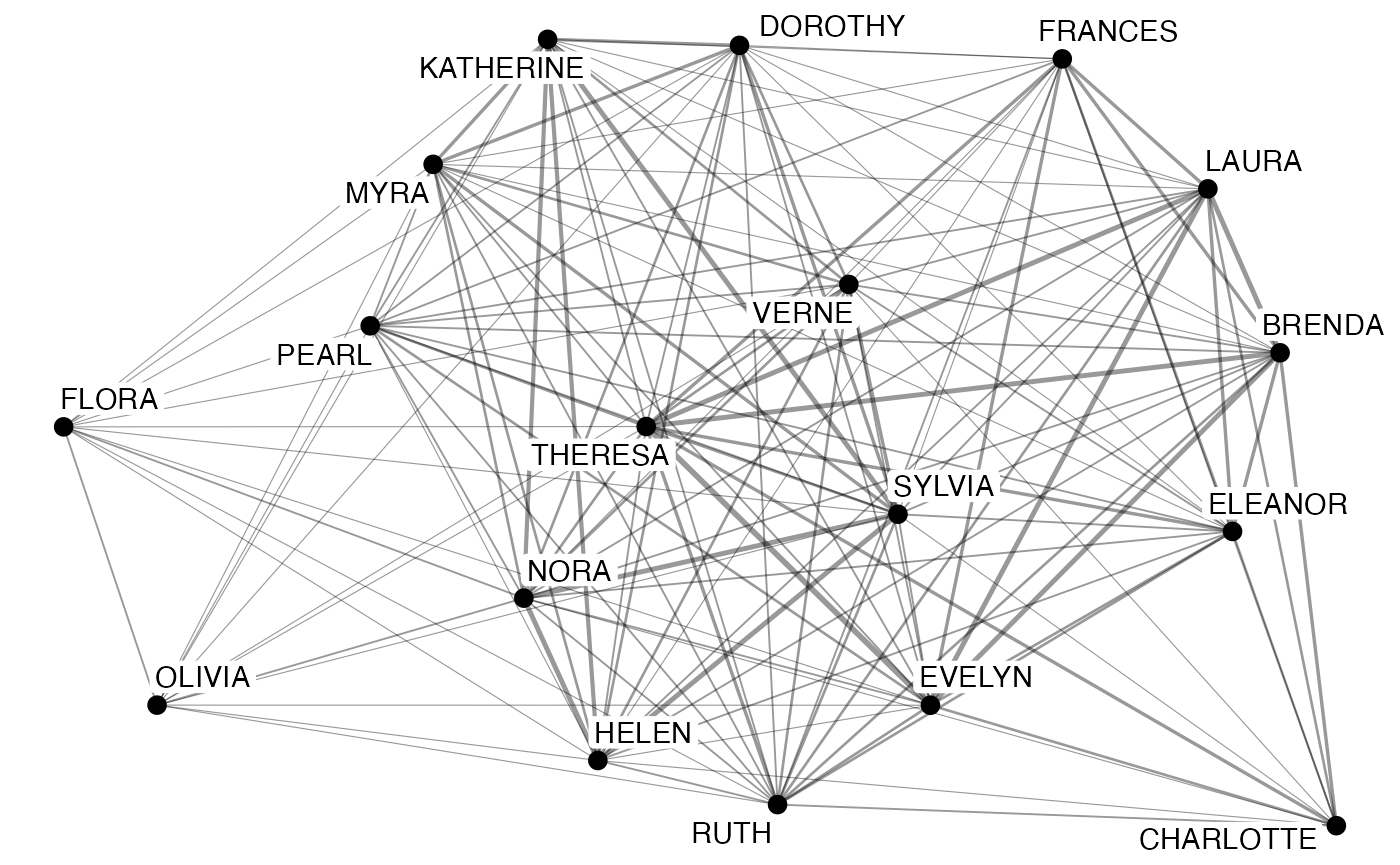 DOROTHY
FRANCES
KATHERINE
LAURA
MYRA
VERNE
BRENDA
PEARL
FLORA
THERESA
SYLVIA
ELEANOR
NORA
OLIVIA
EVELYN
HELEN
RUTH
CHARLOTTE